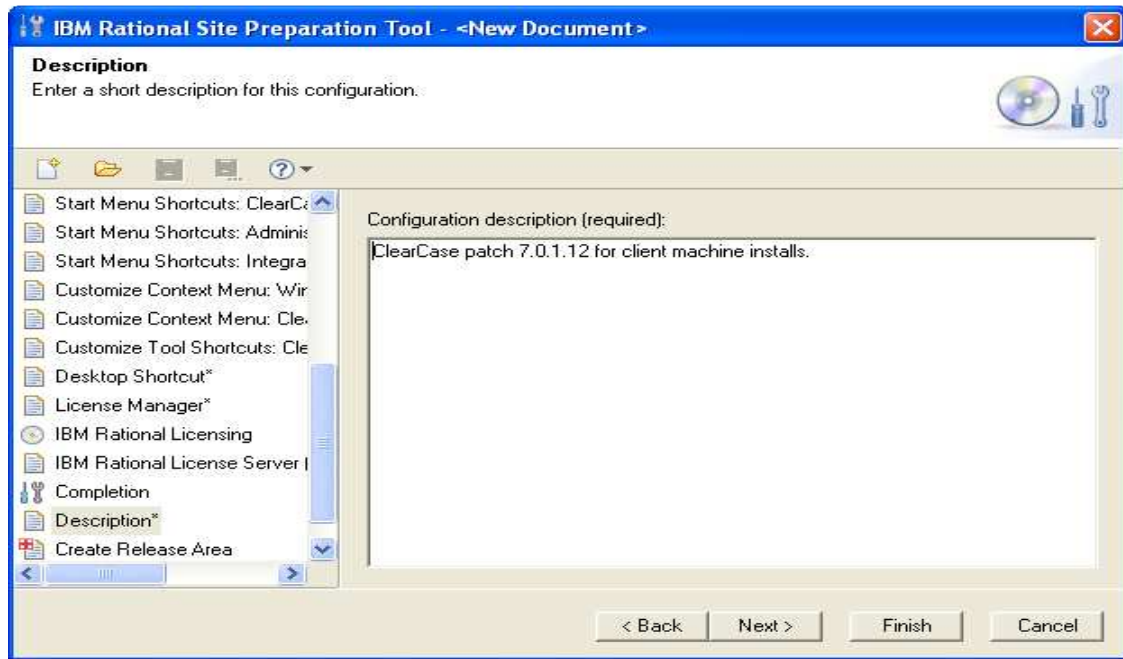 IBM Rational Site Preparation Tool - <New Document>
Description
Enter a short description for this configuration.
Start Menu Shortcuts: ClearCa
Start Menu Shortcuts: Adminis
Start Menu Shortcuts: Integra
Customize Context Menu: Wir
Customize Context Menu: Cle
Customize Tool Shortcuts: Cle
Desktop Shortcut*
License Manager*
IBM Rational Licensing
IBM Rational License Server
Completion
Description*
Create Release Area
Configuration description (required):
ClearCase patch 7.0.1.12 for client machine installs.
< Back
Next >
Finish
Cancel